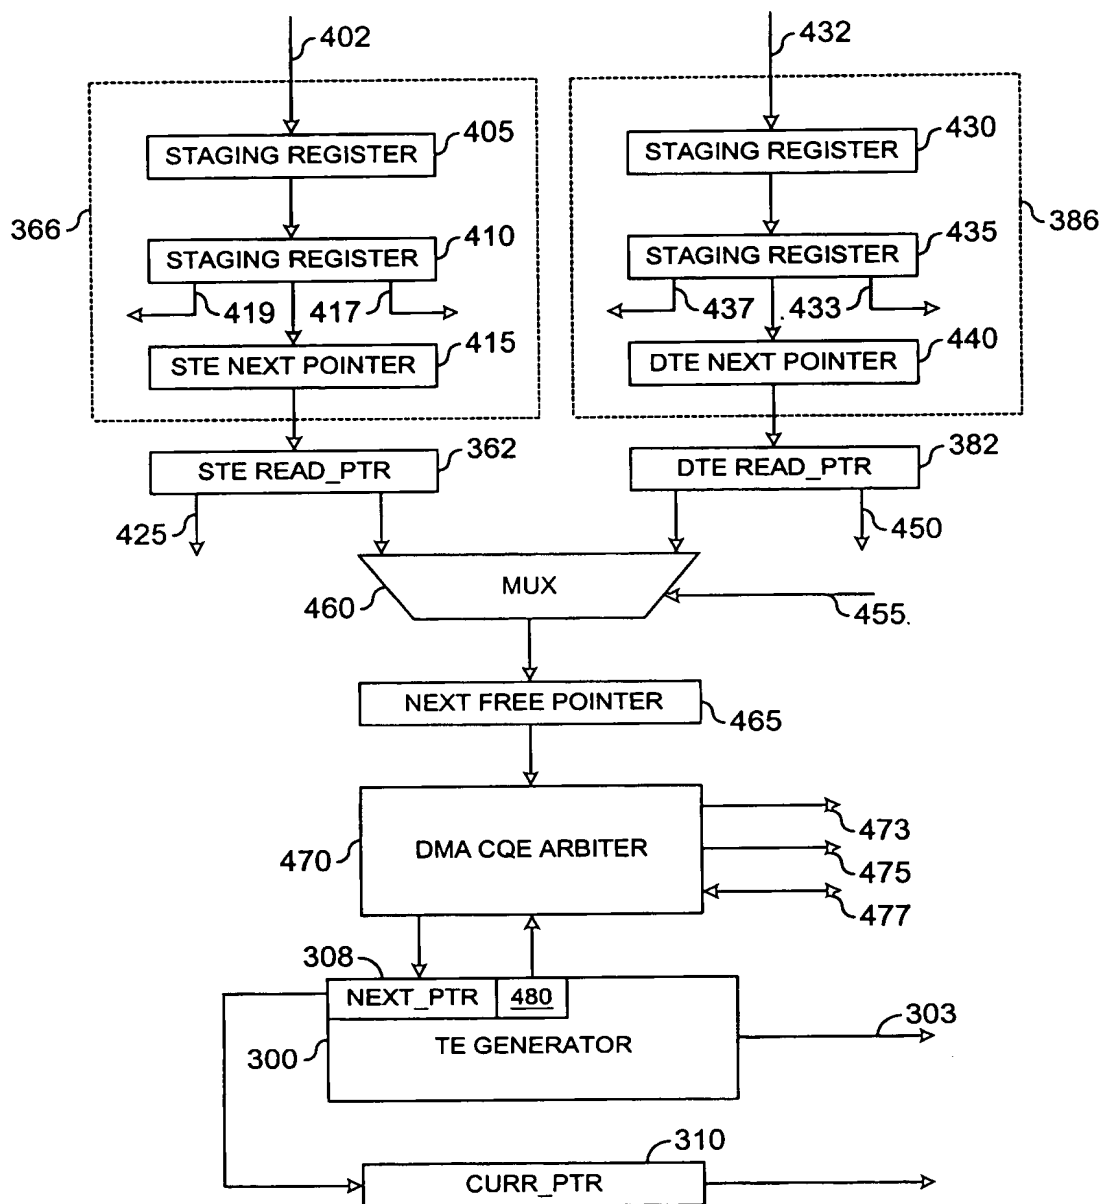 402
432
405
STAGING REGISTER
430
STAGING REGISTER
366
386
410
STAGING REGISTER
435
STAGING REGISTER
419
417
437
433
415
STE NEXT POINTER
440
DTE NEXT POINTER
362
STE READ_PTR
382
DTE READ_PTR
425
450
MUX
460
455
NEXT FREE POINTER
465
470
DMA CQE ARBITER
473
475
477
308
NEXT_PTR
480
303
300
TE GENERATOR
310
CURR_PTR